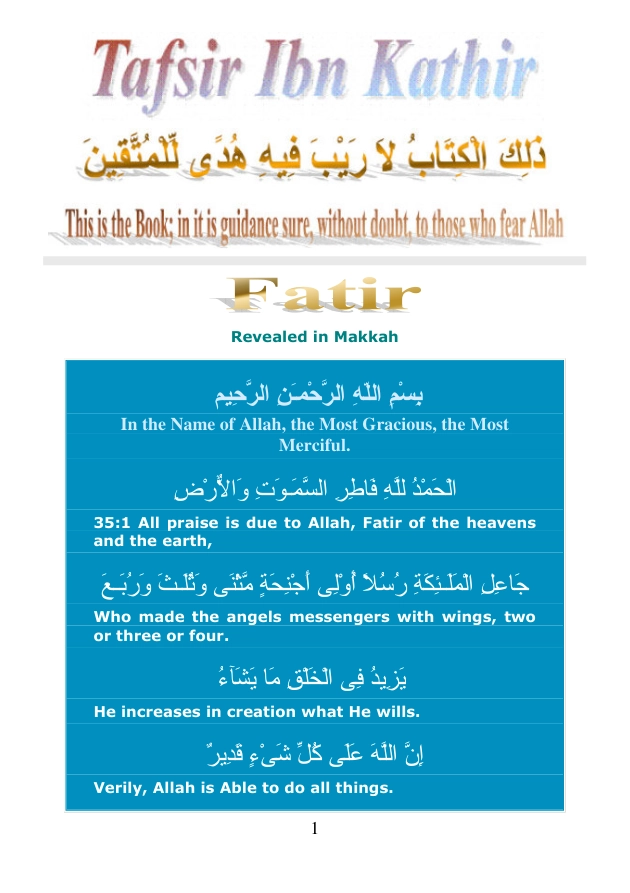 Tafsir Ibn Kathir
ذَلِكَ الْكِتَابُ لاَ رَيْبَ فِيهِ هُدًى لِّلْمُتَّقِينَ
This is the Book; in it is guidance sure, without doubt, to those who fear Allah
Fatir
Revealed in Makkah
بِسْمِ اللّهِ الرَّحْمَـنِ الرَّحِيمِ
In the Name of Allah, the Most Gracious, the Most
Merciful.
الْحَمْدُ للَّهِ فَاطِرِ السَّمَـوَتِ وَالاٌّرْضِ
35:1 All praise is due to Allah, Fatir of the heavens
and the earth,
جَاعِلِ الْمَلَـئِكَةِ رُسُلاً أُوْلِى أَجْنِحَةٍ مَّثْنَى وَثُلَـثَ وَرُبَـعَ
Who made the angels messengers with wings, two
or three or four.
يَزِيدُ فِى الْخَلْقِ مَا يَشَآءُ
He increases in creation what He wills.
إِنَّ اللَّهَ عَلَى كُلِّ شَىْءٍ قَدِيرٌ
Verily, Allah is Able to do all things.
1